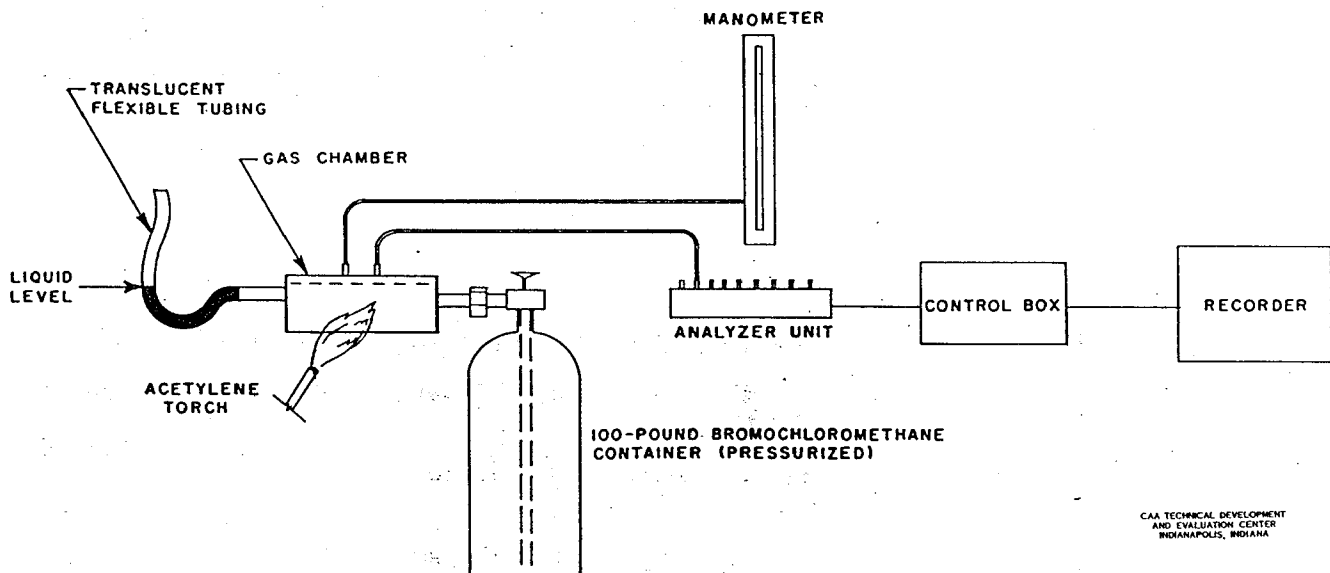 MANOMETER
TRANSLUCENT
FLEXIBLE TUBING
GAS CHAMBER
LIQUID
LEVEL
ANALYZER UNIT
CONTROL BOX
RECORDER
ACETYLENE
TORCH
100-POUND BROMOCHLOROMETHANE
CONTAINER (PRESSURIZED)
CAA TECHNICAL DEVELOPMENT
AND EVALUATION CENTER
INDIANAPOLIS, INDIANA